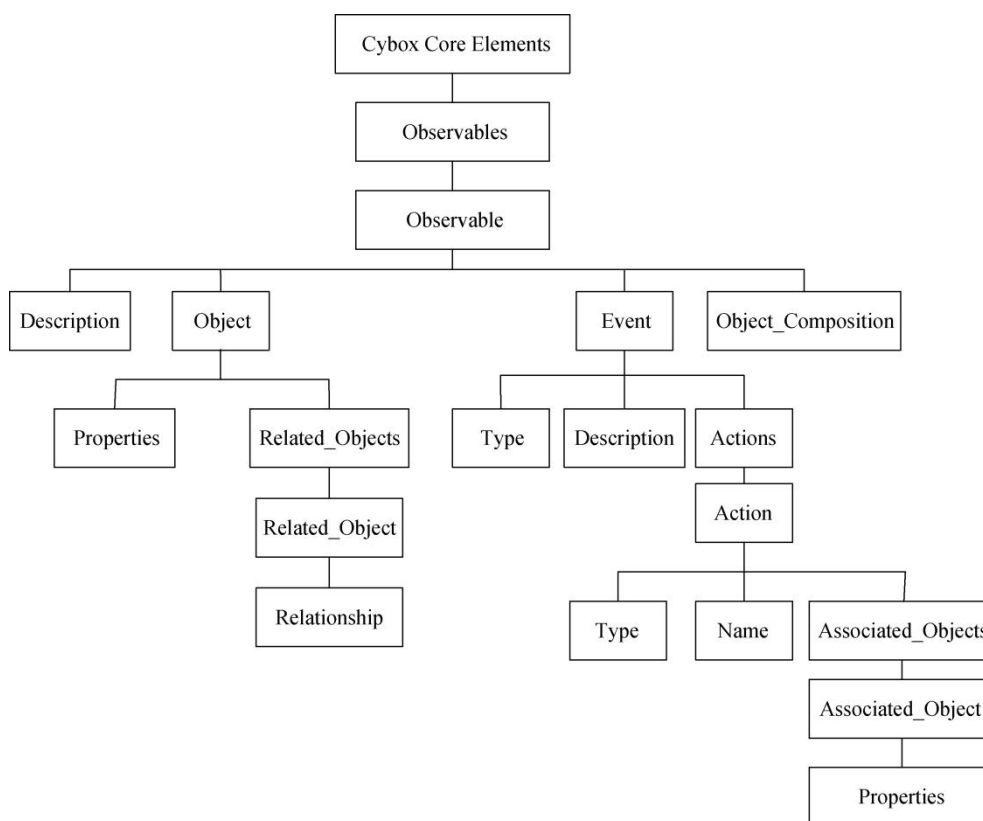 Cybox Core Elements
Observables
Observable
Description
Object
Event
Object_Composition
Properties
Related_Objects
Type
Description
Actions
Related_Object
Action
Relationship
Type
Name
Associated_Objects
Associated_Object
Properties